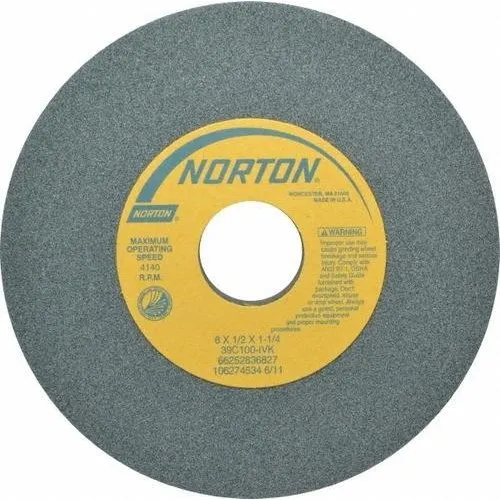 NORTON®
WORCESTER, MA 01606
MADE IN U.S.A.
NORTON®
MAXIMUM
OPERATING
SPEED
4140
R.P.M.
⚠WARNING
Improper use may
cause grinding wheel
breakage and serious
injury. Comply with
ANSI B7.1, OSHA
and Safety Guide
furnished with
package. Don't
overspeed, misuse
or drop wheel. Always
use a guard, personal
protective equipment
and proper mounting
procedures.
8 X 1/2 X 1-1/4
39C100-IVK
66252836827
106274534 6/11